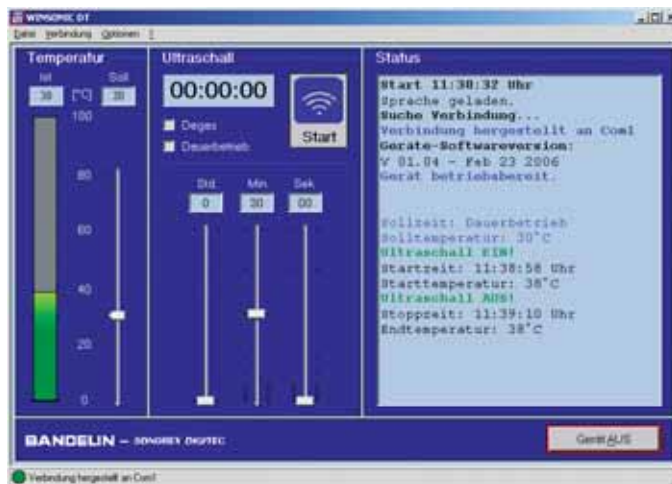 WINSONIC DT
Datei Verbindung Optionen ?
Temperatur
Ist Soll
38 [°C] 30
100
80
60
40
20
0
Ultraschall
00:00:00
Degas
Dauerbetrieb
Start
Std. Min. Sek.
0 30 00
Status
Start 11:38:32 Uhr
Sprache geladen.
Suche Verbindung...
Verbindung hergestellt an Com1
Geräte-Softwareversion:
V 01.04 - Feb 23 2006
Gerät betriebsbereit.
Sollzeit: Dauerbetrieb
Solltemperatur: 30°C
Ultraschall EIN!
Startzeit: 11:38:58 Uhr
Starttemperatur: 38°C
Ultraschall AUS!
Stoppzeit: 11:39:10 Uhr
Endtemperatur: 38°C
BANDELIN - SONOREX DIGITEC
Gerät AUS
Verbindung hergestellt an Com1